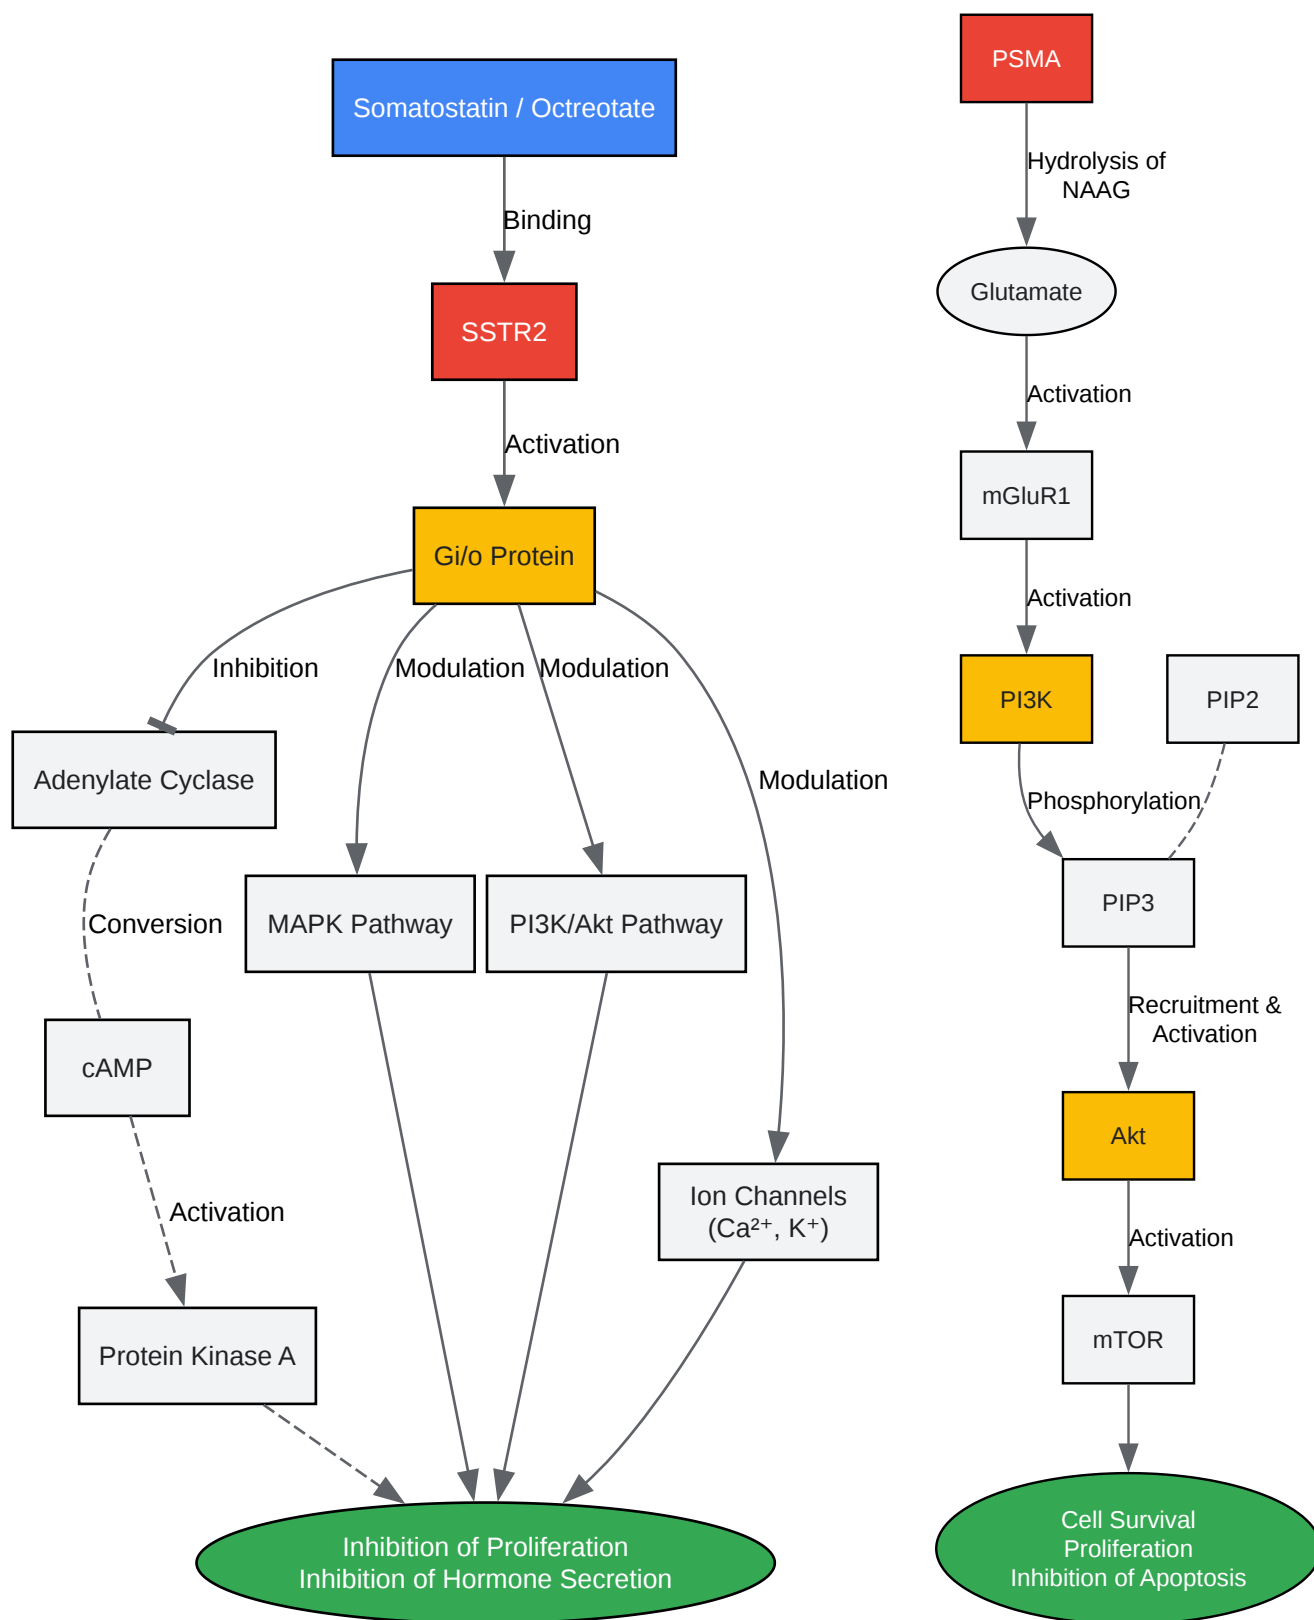 Somatostatin / Octreotate
Binding
SSTR2
Activation
Gi/o Protein
Inhibition
Modulation
Modulation
Modulation
Adenylate Cyclase
Conversion
MAPK Pathway
PI3K/Akt Pathway
cAMP
Activation
Ion Channels
(Ca²⁺, K⁺)
Protein Kinase A
Inhibition of Proliferation
Inhibition of Hormone Secretion
PSMA
Hydrolysis of
NAAG
Glutamate
Activation
mGluR1
Activation
PI3K
PIP2
Phosphorylation
PIP3
Recruitment &
Activation
Akt
Activation
mTOR
Cell Survival
Proliferation
Inhibition of Apoptosis